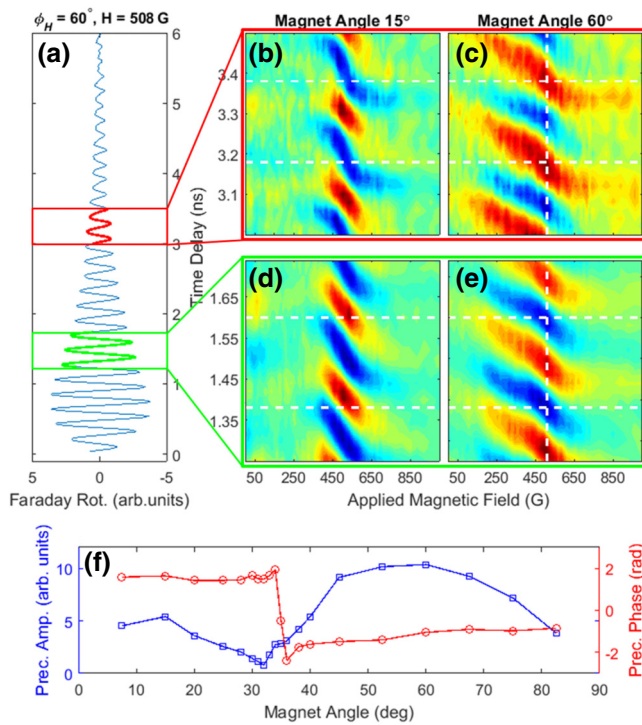 ϕH = 60°, H = 508 G
Magnet Angle 15°
Magnet Angle 60°
(a)
(b)
(c)
6
5
4
3
2
1
0
Time Delay (ns)
3.4
3.3
3.2
3.1
(d)
(e)
1.65
1.55
1.45
1.35
5 0 -5
50 250 450 650 850
50 250 450 650 850
Faraday Rot. (arb.units)
Applied Magnetic Field (G)
(f)
Prec. Amp. (arb. units)
10
5
0
2
0
-2
Prec. Phase (rad)
0 10 20 30 40 50 60 70 80 90
Magnet Angle (deg)